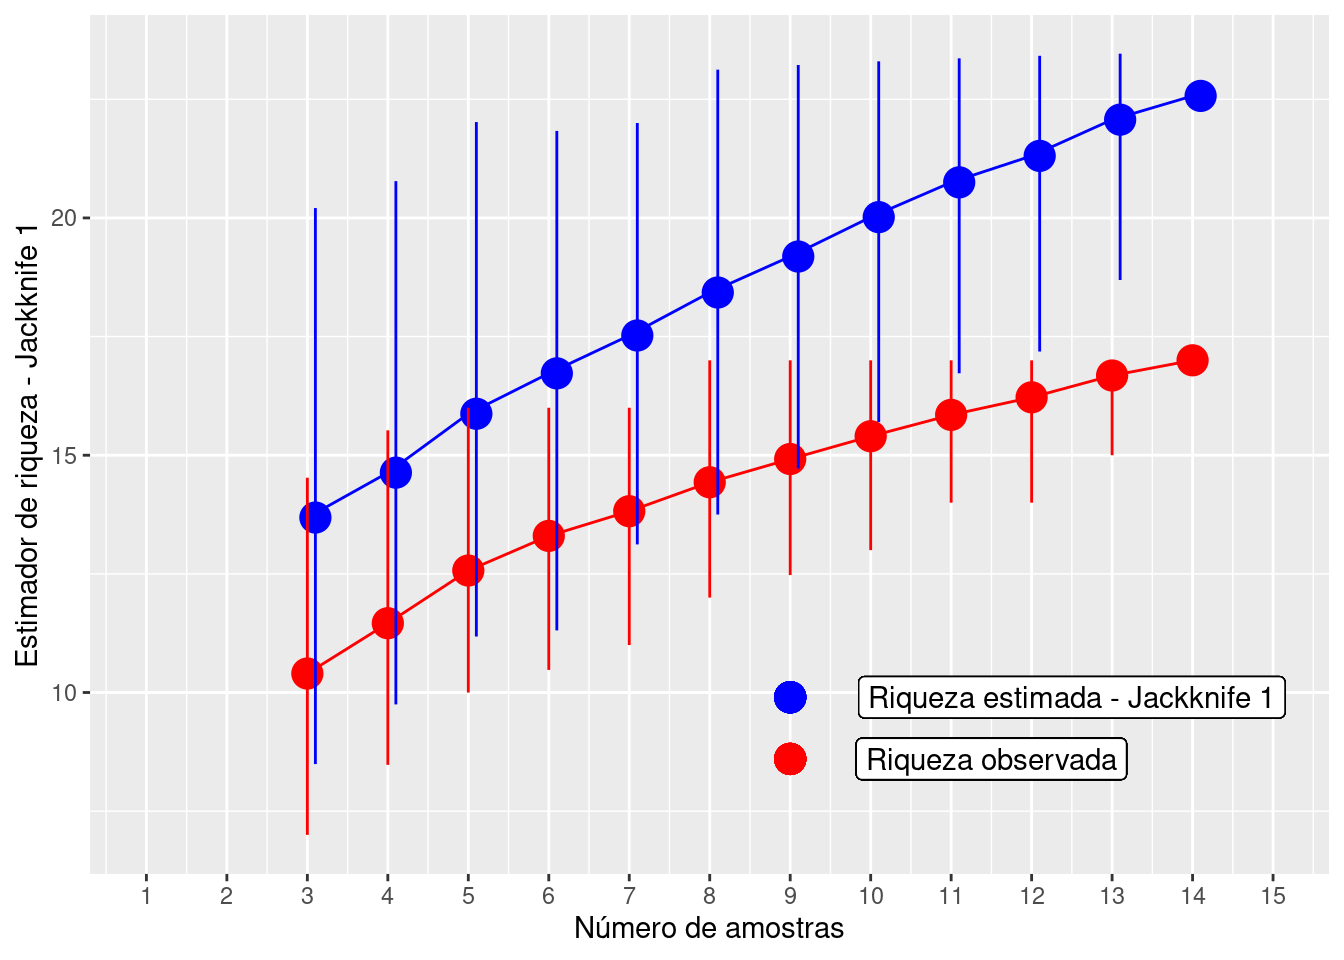 Estimador de riqueza - Jackknife 1
20
15
10
Riqueza estimada - Jackknife 1
Riqueza observada
1 2 3 4 5 6 7 8 9 10 11 12 13 14 15
Número de amostras